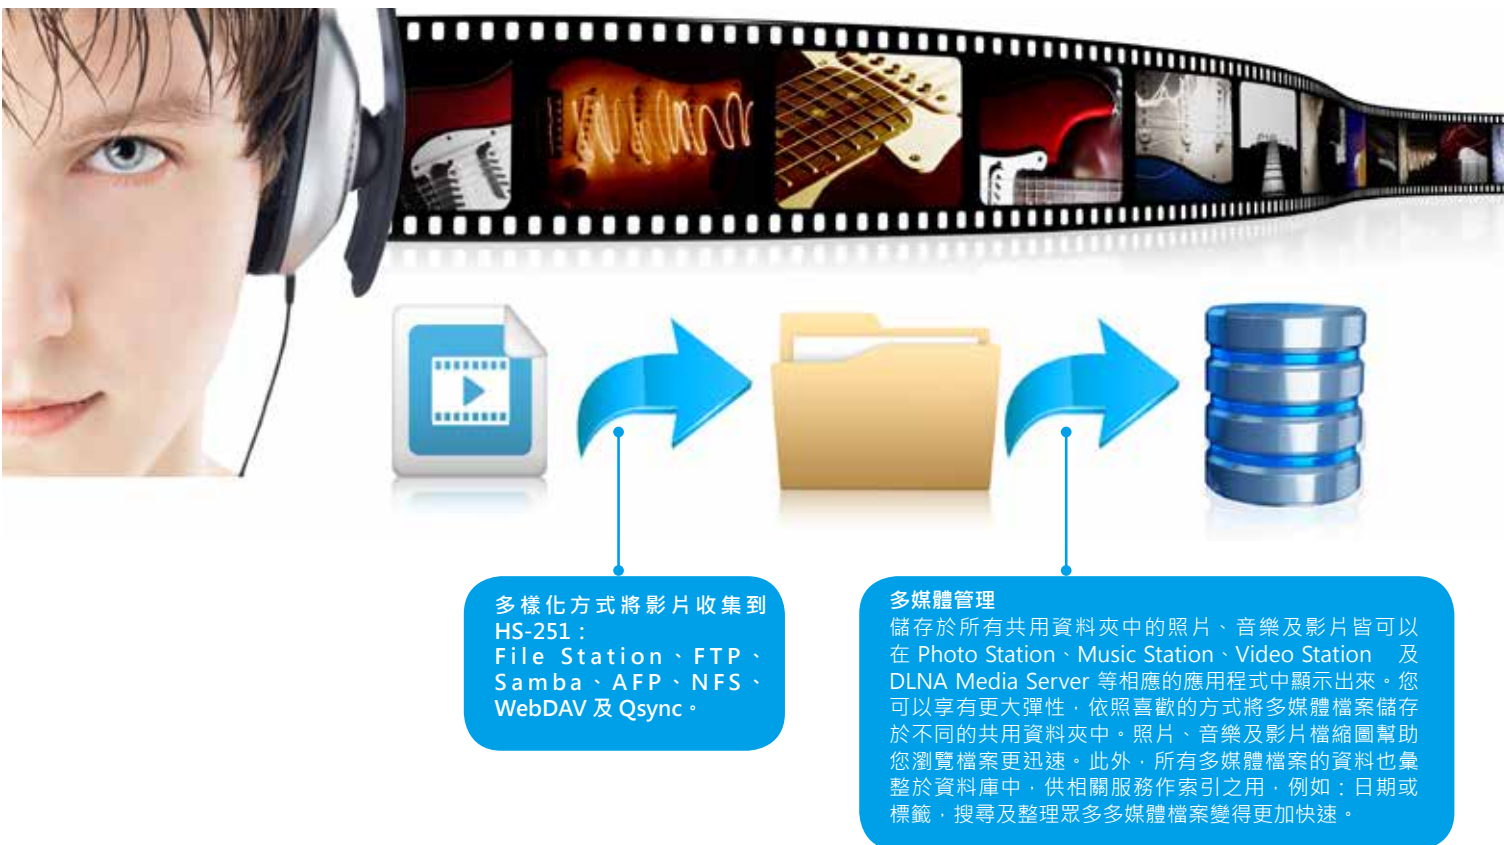 多樣化方式將影片收集到
HS-251：
File Station、FTP、
Samba、AFP、NFS、
WebDAV 及 Qsync。
多媒體管理
儲存於所有共用資料夾中的照片、音樂及影片皆可以
在 Photo Station、Music Station、Video Station 及
DLNA Media Server 等相應的應用程式中顯示出來。您
可以享有更大彈性，依照喜歡的方式將多媒體檔案儲存
於不同的共用資料夾中。照片、音樂及影片檔縮圖幫助
您瀏覽檔案更迅速。此外，所有多媒體檔案的資料也彙
整於資料庫中，供相關服務作索引之用，例如：日期或
標籤，搜尋及整理眾多多媒體檔案變得更加快速。